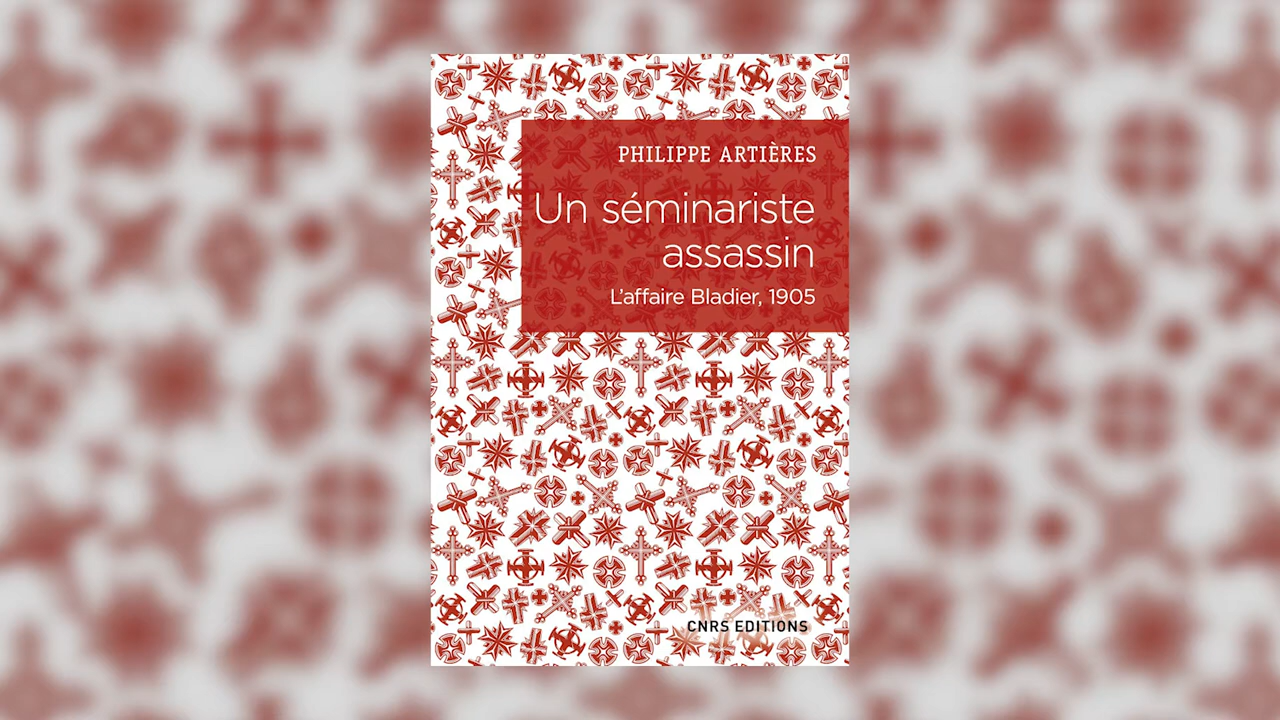 PHILIPPE ARTIÈRES
Un séminariste
assassin
L'affaire Bladier, 1905
CNRS EDITIONS